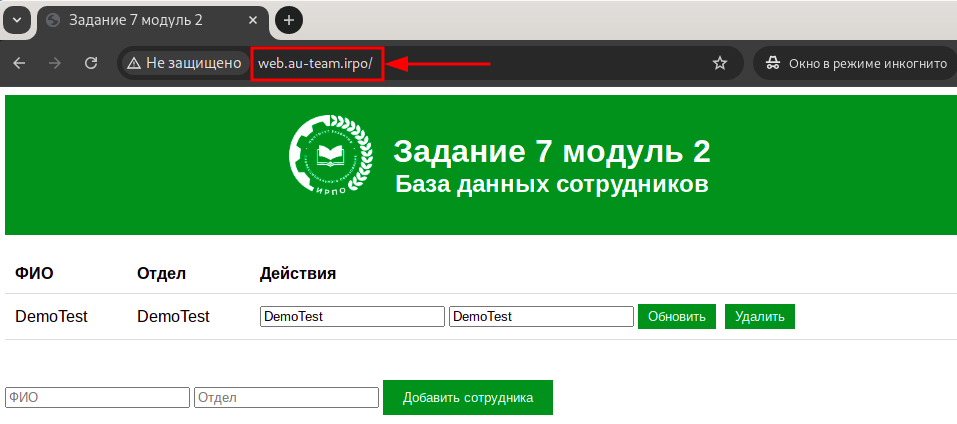 Задание 7 модуль 2
Не защищено web.au-team.irpo/ Окно в режиме инкогнито
Задание 7 модуль 2
База данных сотрудников
ИРПО
ФИО Отдел Действия
DemoTest DemoTest DemoTest DemoTest Обновить Удалить
ФИО Отдел Добавить сотрудника